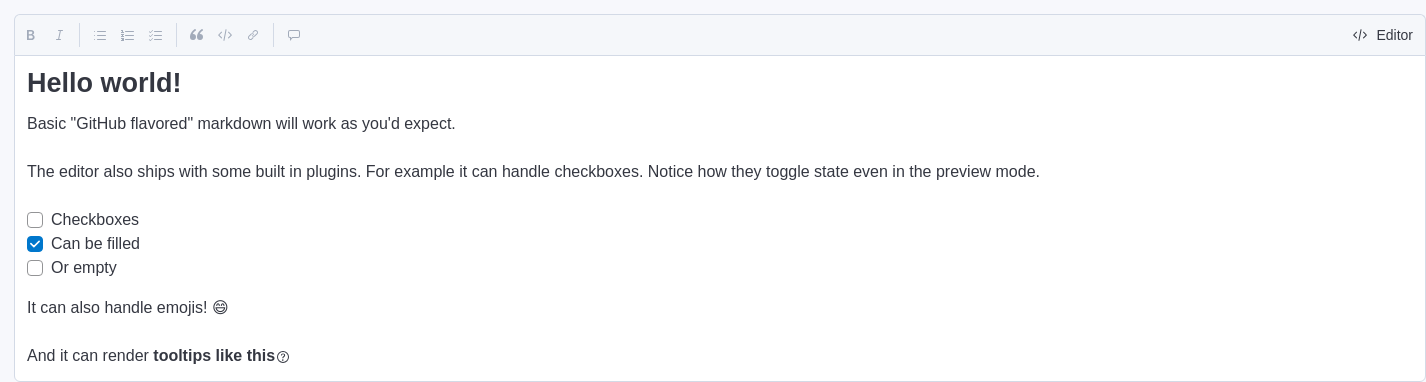 Editor
Hello world!
Basic "GitHub flavored" markdown will work as you'd expect.
The editor also ships with some built in plugins. For example it can handle checkboxes. Notice how they toggle state even in the preview mode.
Checkboxes
Can be filled
Or empty
It can also handle emojis! 😄
And it can render tooltips like this